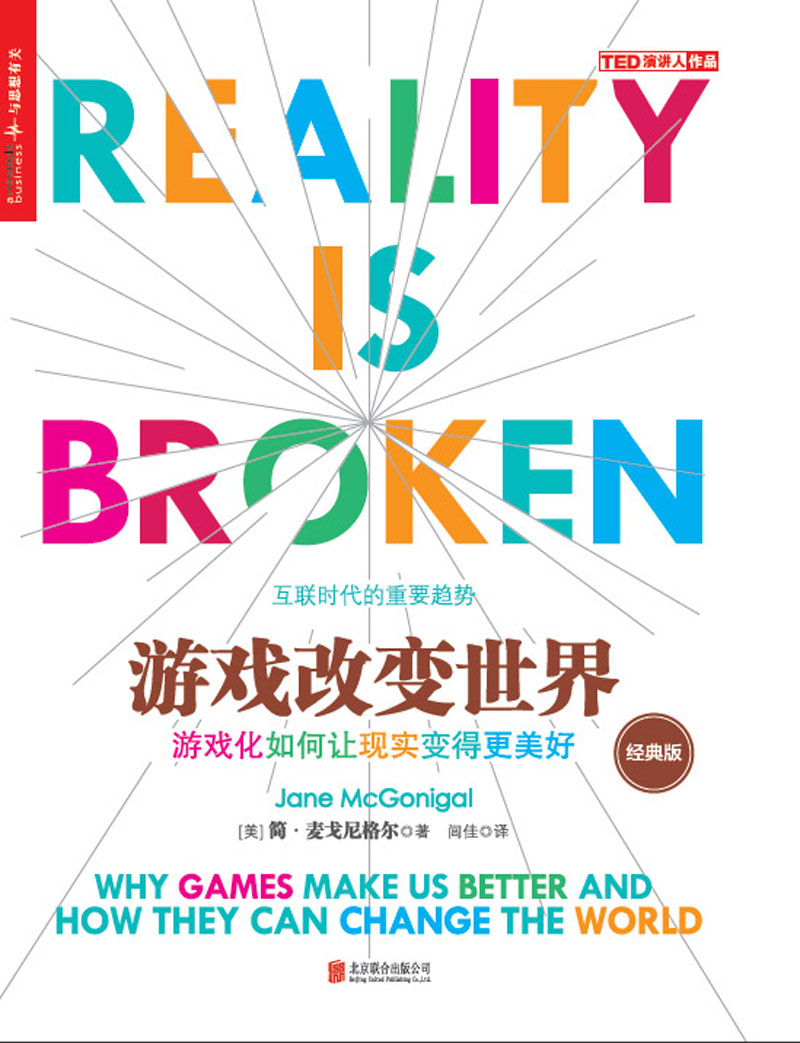 与思想有关
business
TED演讲人作品
REALITY
IS
BROKEN
互联时代的重要趋势
游戏改变世界
游戏化如何让现实变得更美好
经典版
Jane McGonigal
[美] 简·麦戈尼格尔◎著 闾佳◎译
WHY GAMES MAKE US BETTER AND
HOW THEY CAN CHANGE THE WORLD
北京联合出版公司
Beijing United Publishing Co.,Ltd.